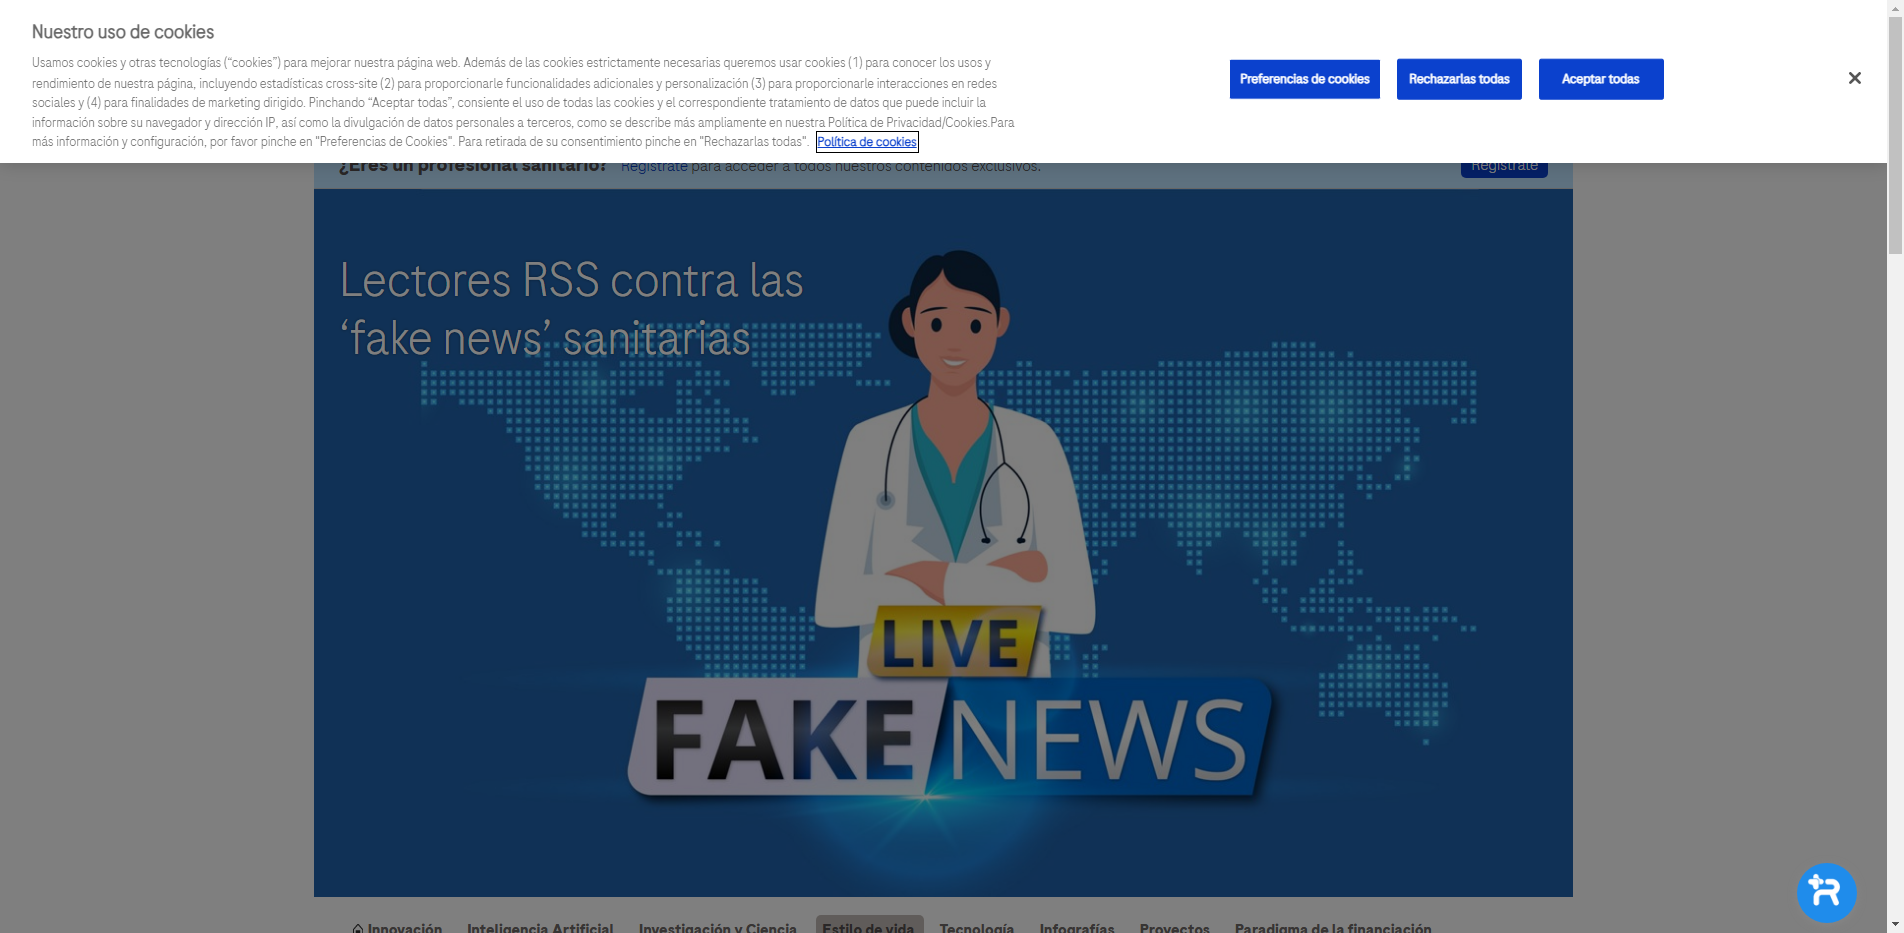 Nuestro uso de cookies
Usamos cookies y otras tecnologías (“cookies”) para mejorar nuestra página web. Además de las cookies estrictamente necesarias queremos usar cookies (1) para conocer los usos y
rendimiento de nuestra página, incluyendo estadísticas cross-site (2) para proporcionarle funcionalidades adicionales y personalización (3) para proporcionarle interacciones en redes
sociales y (4) para finalidades de marketing dirigido. Pinchando “Aceptar todas”, consiente el uso de todas las cookies y el correspondiente tratamiento de datos que puede incluir la
información sobre su navegador y dirección IP, así como la divulgación de datos personales a terceros, como se describe más ampliamente en nuestra Política de Privacidad/Cookies.Para
más información y configuración, por favor pinche en "Preferencias de Cookies". Para retirada de su consentimiento pinche en "Rechazarlas todas". Política de cookies
Preferencias de cookies Rechazarlas todas Aceptar todas
¿Eres un profesional sanitario? Regístrate para acceder a todos nuestros contenidos exclusivos. Regístrate
Lectores RSS contra las
‘fake news’ sanitarias
LIVE
FAKE NEWS
Innovación Inteligencia Artificial Investigación y Ciencia Estilo de vida Tecnología Infografías Proyectos Paradigma de la financiación